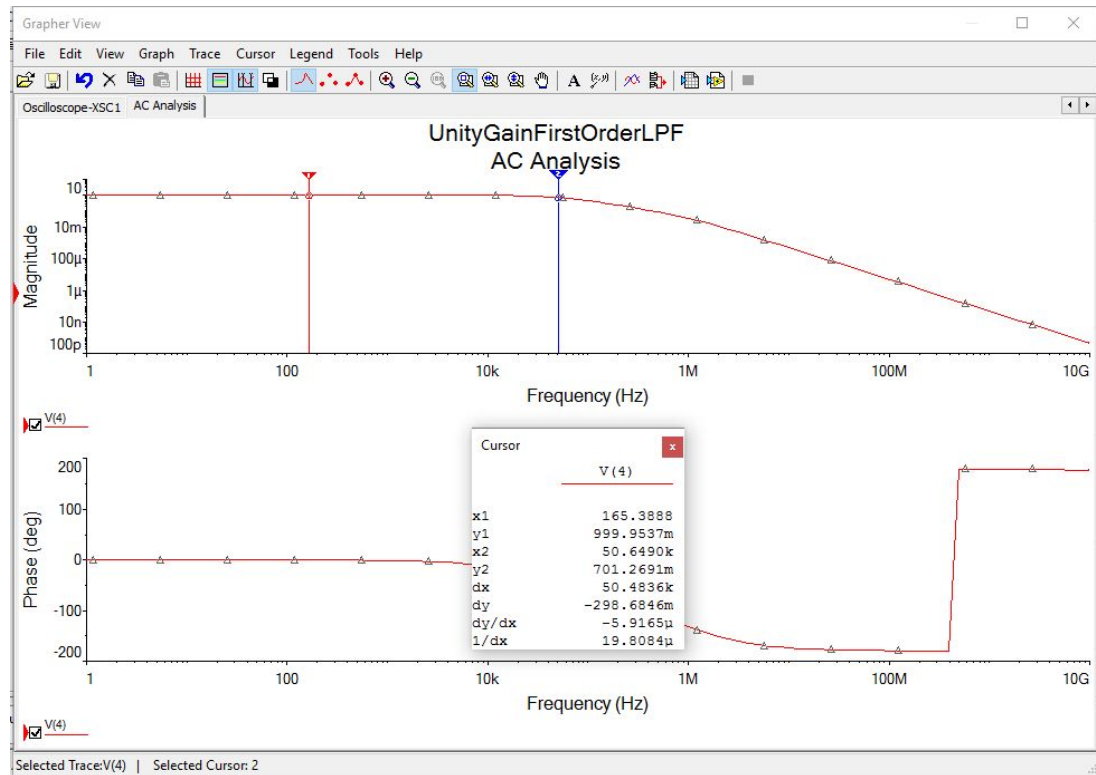 Grapher View
File Edit View Graph Trace Cursor Legend Tools Help
Oscilloscope-XSC1 AC Analysis
UnityGainFirstOrderLPF
AC Analysis
1 2
Magnitude
10
10m
100µ
1µ
10n
100p
1 100 10k 1M 100M 10G
Frequency (Hz)
V(4)
Phase (deg)
200
100
0
-100
-200
1 100 10k 1M 100M 10G
Frequency (Hz)
V(4)
Cursor x
V(4)
x1 165.3888
y1 999.9537m
x2 50.6490k
y2 701.2691m
dx 50.4836k
dy -298.6846m
dy/dx -5.9165µ
1/dx 19.8084µ
Selected Trace:V(4) | Selected Cursor: 2